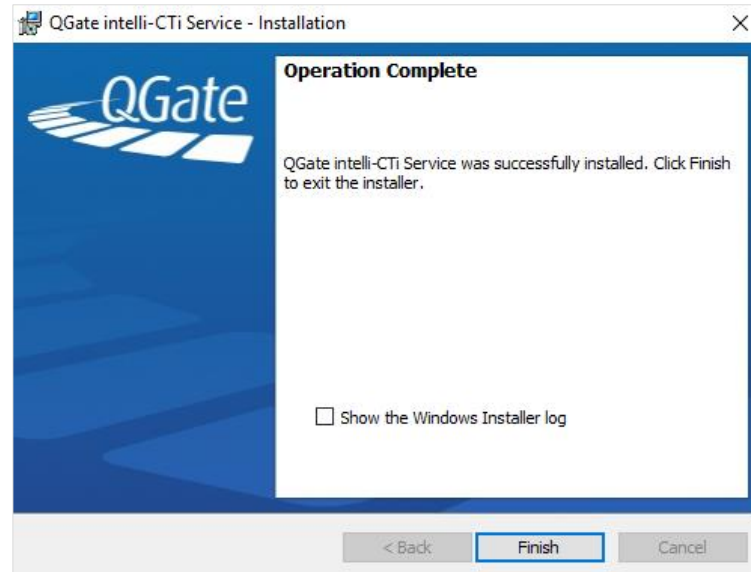 QGate intelli-CTi Service - Installation
QGate
Operation Complete
QGate intelli-CTi Service was successfully installed. Click Finish
to exit the installer.
Show the Windows Installer log
< Back
Finish
Cancel